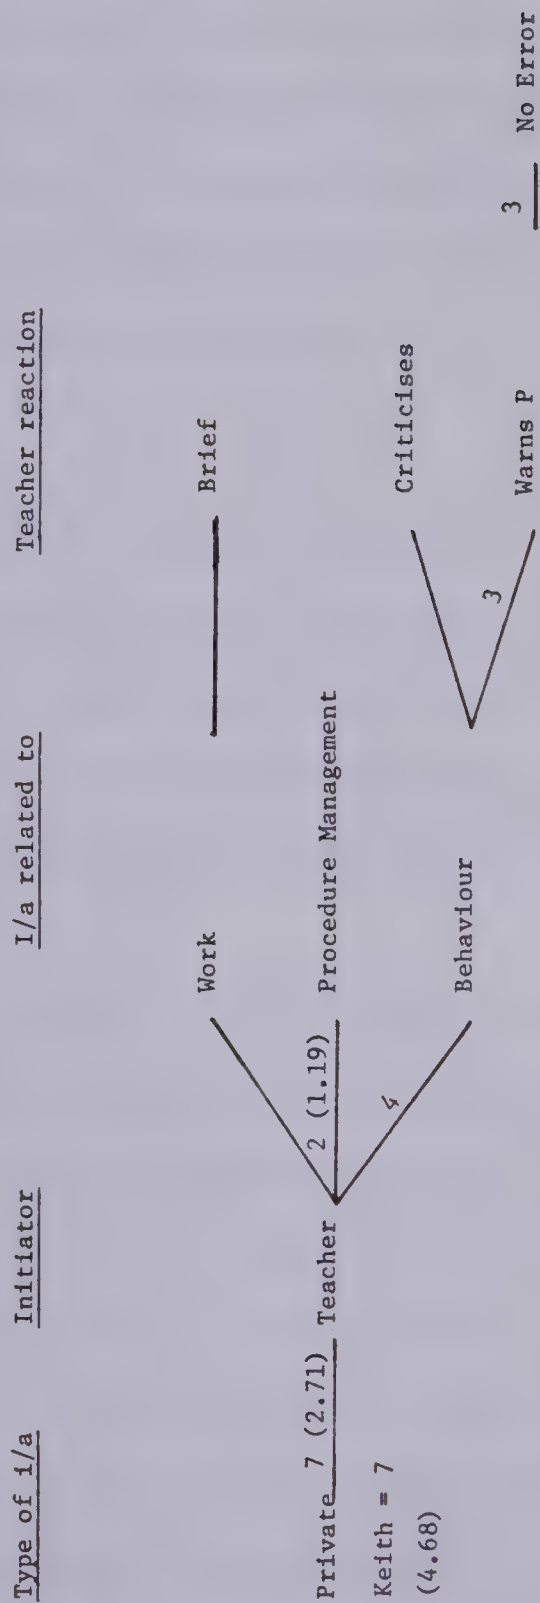 Type of i/a Initiator I/a related to Teacher reaction
Work Brief
Private 7 (2.71) Teacher 2 (1.19) Procedure Management
Keith = 7
(4.68)
4 Behaviour Criticises
3 Warns P 3 No Error